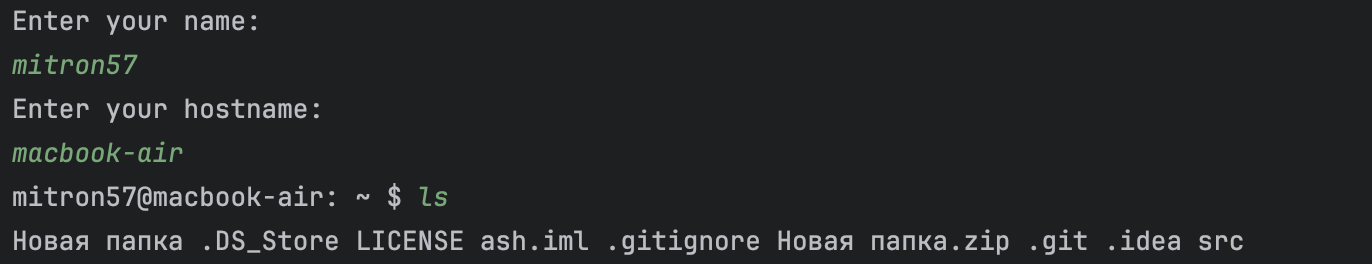 Enter your name:
mitron57
Enter your hostname:
macbook-air
mitron57@macbook-air: ~ $ ls
Новая папка .DS_Store LICENSE ash.iml .gitignore Новая папка.zip .git .idea src